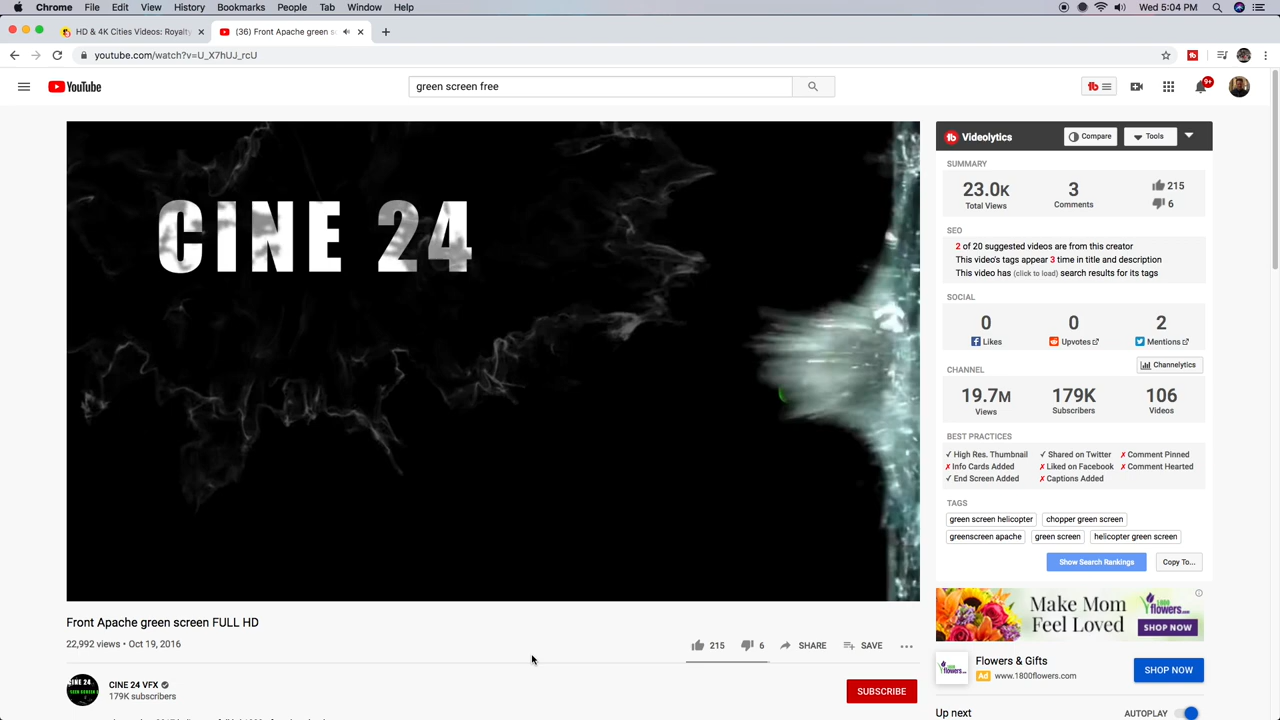 Chrome File Edit View History Bookmarks People Tab Window Help
Wed 5:04 PM
HD & 4K Cities Videos: Royalty
(36) Front Apache green sc
youtube.com/watch?v=U_X7hUJ_rcU
YouTube
green screen free
9+
CINE 24
Front Apache green screen FULL HD
22,992 views • Oct 19, 2016
215
6
SHARE
SAVE
CINE 24 VFX
179K subscribers
SUBSCRIBE
Videolytics
Compare
Tools
SUMMARY
23.0K
3
215
Total Views
Comments
6
SEO
2 of 20 suggested videos are from this creator
This video's tags appear 3 time in title and description
This video has (click to load) search results for its tags
SOCIAL
0 0 2
Likes
Upvotes
Mentions
CHANNEL
Channelytics
19.7M 179K 106
Views Subscribers Videos
BEST PRACTICES
✓ High Res. Thumbnail ✓ Shared on Twitter ✗ Comment Pinned
✗ Info Cards Added ✗ Liked on Facebook ✗ Comment Hearted
✓ End Screen Added ✗ Captions Added
TAGS
green screen helicopter chopper green screen
greenscreen apache green screen helicopter green screen
Show Search Rankings
Copy To...
Make Mom
Feel Loved
1800
flowers.com
SHOP NOW
Flowers & Gifts
Ad www.1800flowers.com
SHOP NOW
Up next
AUTOPLAY